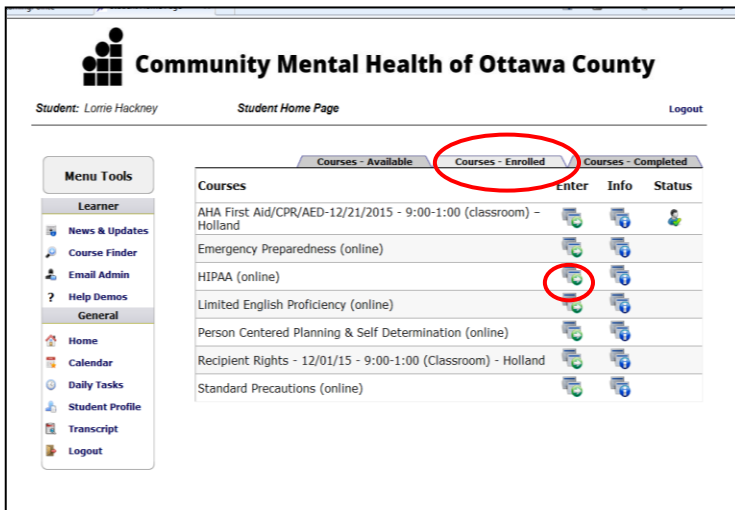 Community Mental Health of Ottawa County
Student: Lorrie Hackney Student Home Page Logout
Courses - Available Courses - Enrolled Courses - Completed
Menu Tools
Learner
News & Updates
Course Finder
Email Admin
? Help Demos
General
Home
Calendar
Daily Tasks
Student Profile
Transcript
Logout
Courses Enter Info Status
AHA First Aid/CPR/AED-12/21/2015 - 9:00-1:00 (classroom) –
Holland
Emergency Preparedness (online)
HIPAA (online)
Limited English Proficiency (online)
Person Centered Planning & Self Determination (online)
Recipient Rights - 12/01/15 - 9:00-1:00 (Classroom) - Holland
Standard Precautions (online)